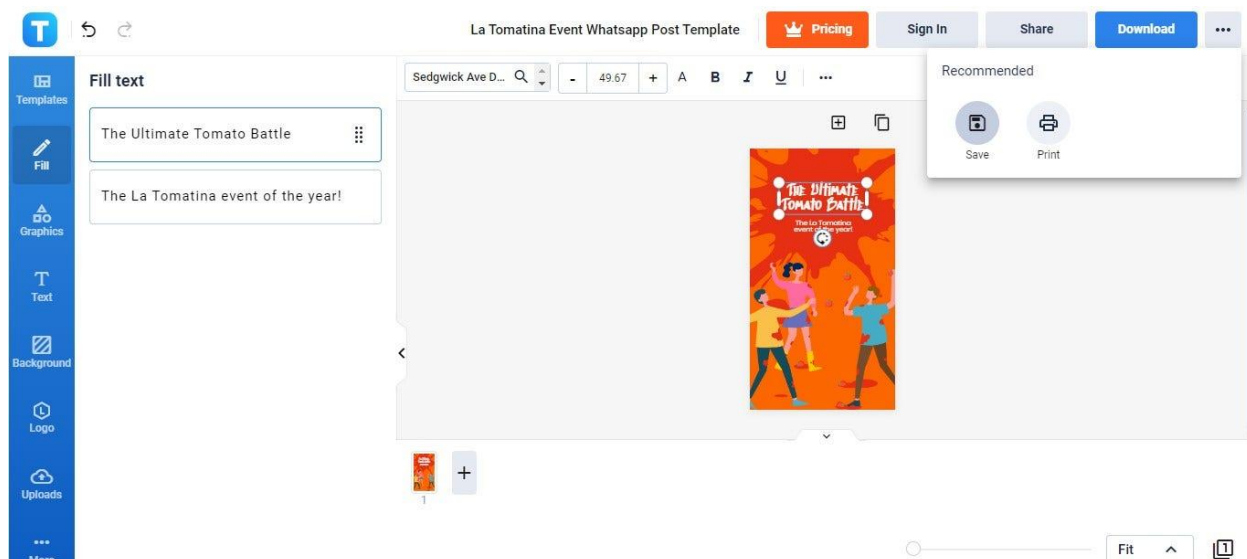 T
La Tomatina Event Whatsapp Post Template
Pricing
Sign In
Share
Download
Templates
Fill
Graphics
Text
Background
Logo
Uploads
Fill text
The Ultimate Tomato Battle
The La Tomatina event of the year!
Sedgwick Ave D...
- 49.67 + A B I U
Recommended
Save
Print
The Ultimate
Tomato Battle
The La Tomatina
event of the year!
1
+
Fit
1